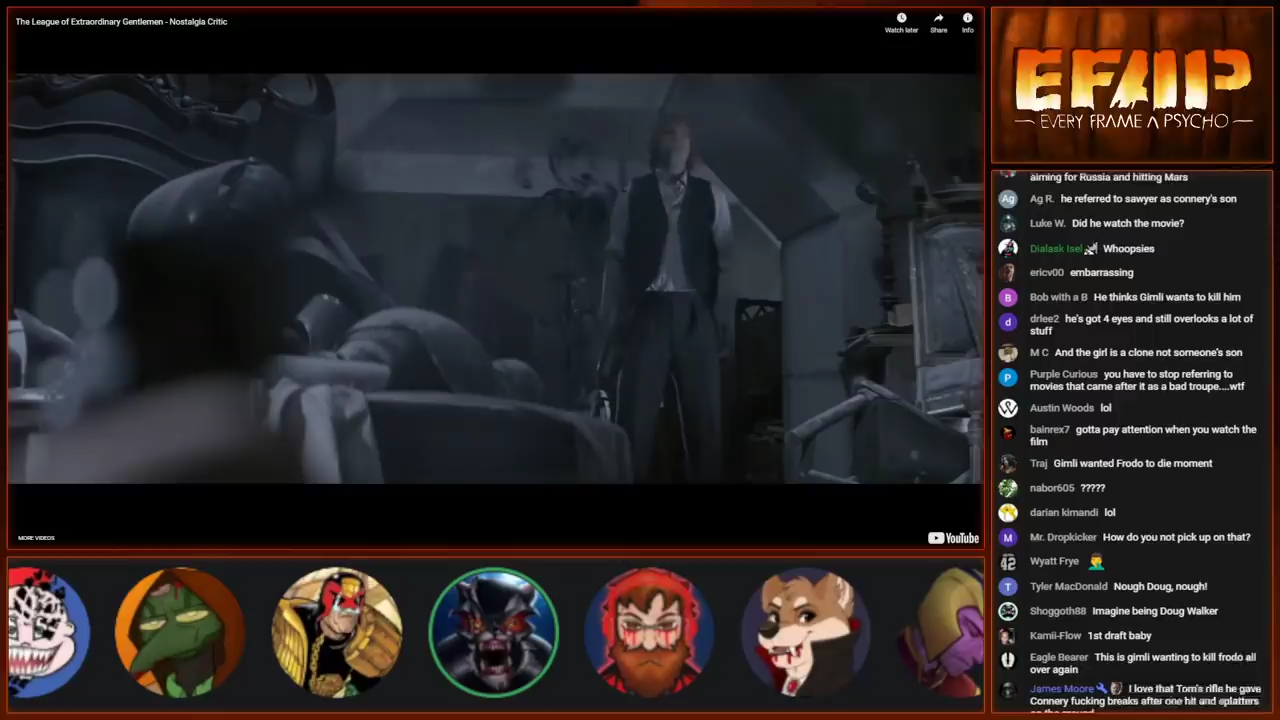 The League of Extraordinary Gentlemen - Nostalgia Critic
Watch later
Share
Info
MORE VIDEOS
YouTube
EFAP
EVERY FRAME A PSYCHO
aiming for Russia and hitting Mars
Ag
Ag R. he referred to sawyer as connery's son
Luke W. Did he watch the movie?
Dialask Isel Whoopsies
ericv00 embarrassing
B
Bob with a B He thinks Gimli wants to kill him
d
drlee2 he's got 4 eyes and still overlooks a lot of
stuff
M C And the girl is a clone not someone's son
P
Purple Curious you have to stop referring to
movies that came after it as a bad troupe....wtf
Austin Woods lol
bainrex7 gotta pay attention when you watch the
film
Traj Gimli wanted Frodo to die moment
nabor605 ?????
darian kimandi lol
M
Mr. Dropkicker How do you not pick up on that?
42
Wyatt Frye
T
Tyler MacDonald Nough Doug, nough!
Shoggoth88 Imagine being Doug Walker
Kamii-Flow 1st draft baby
Eagle Bearer This is gimli wanting to kill frodo all
over again
James Moore I love that Tom's rifle he gave
Connery fucking breaks after one hit and splatters
on the ground